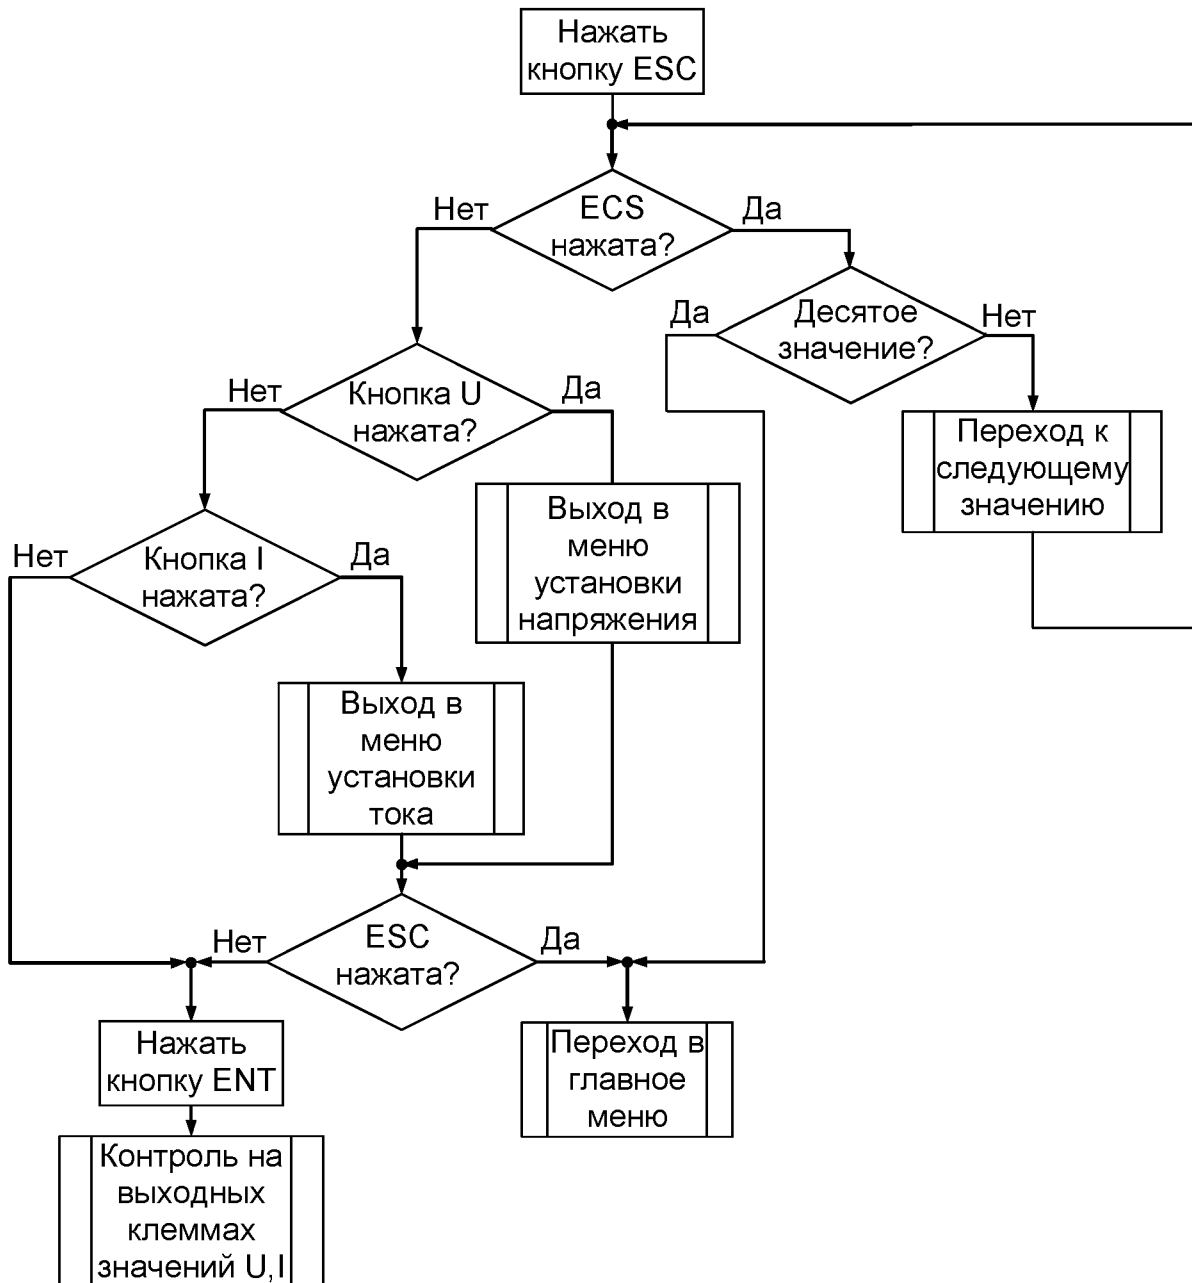 Нажать
кнопку ESC
ECS
нажата?
Нет
Да
Десятое
значение?
Да
Нет
Кнопка U
нажата?
Нет
Да
Переход к
следующему
значению
Выход в
меню
установки
напряжения
Кнопка I
нажата?
Нет
Да
Выход в
меню
установки
тока
ESC
нажата?
Нет
Да
Нажать
кнопку ENT
Переход в
главное
меню
Контроль на
выходных
клеммах
значений U,I